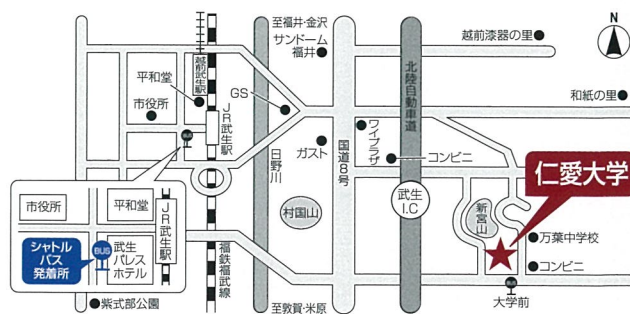 至福井・金沢
サンドーム
福井
越前漆器の里
N
平和堂
越前武生駅
市役所
GS
JR武生駅
BUS
日野川
ガスト
国道8号
ワイプラザ
コンビニ
北陸自動車道
和紙の里
仁愛大学
武生
I.C
新宮山
村国山
万葉中学校
コンビニ
BUS
大学前
市役所
平和堂
JR武生駅
シャトル
バス
発着所
BUS
武生
パレス
ホテル
福鉄福武線
紫式部公園
至敦賀・米原